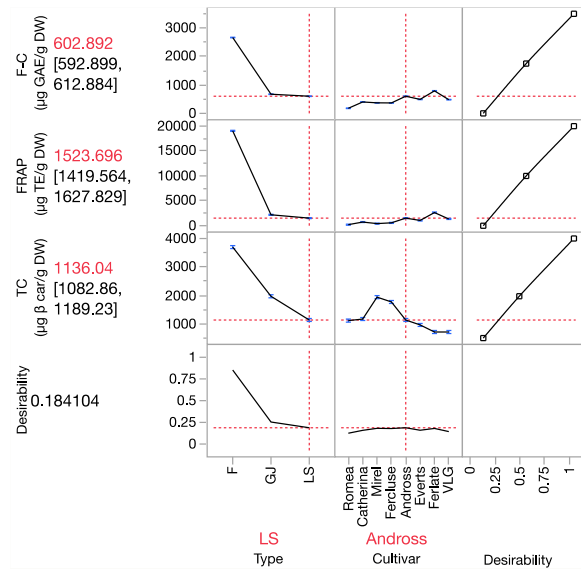 F-C
(µg GAE/g DW)
602.892
[592.899,
612.884]
3000
2000
1000
0
FRAP
(µg TE/g DW)
1523.696
[1419.564,
1627.829]
20000
15000
10000
5000
0
TC
(µg β car/g DW)
1136.04
[1082.86,
1189.23]
4000
3000
2000
1000
Desirability
0.184104
1
0.75
0.5
0.25
0
F
GJ
LS
Romea
Catherina
Mirel
Fercluse
Andross
Everts
Ferlate
VLG
0
0.25
0.5
0.75
1
LS
Type
Andross
Cultivar
Desirability